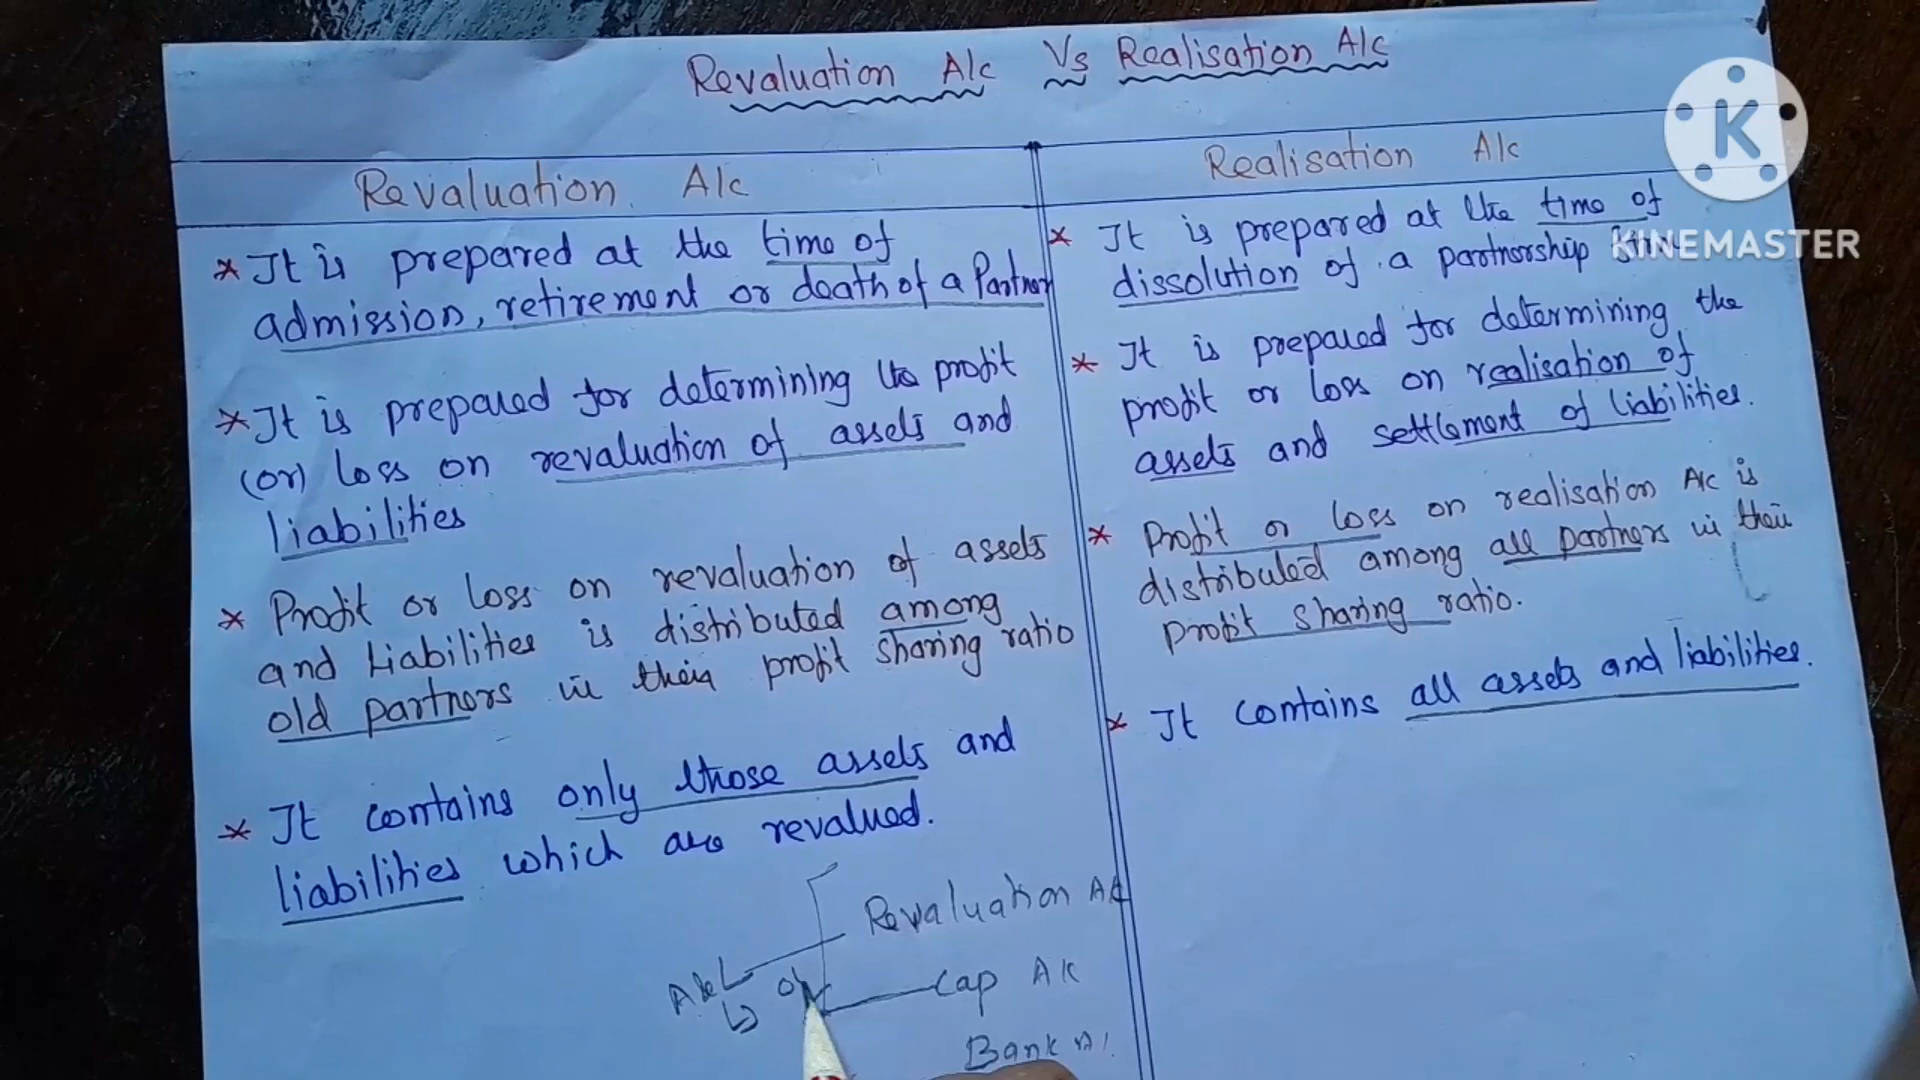 Revaluation A/c Vs Realisation A/c
Revaluation A/c
* It is prepared at the time of
admission, retirement or death of a Partner
* It is prepared for determining the profit
(or) loss on revaluation of assets and
liabilities
* Profit or loss on revaluation of assets
and liabilities is distributed among
old partners in their profit sharing ratio
* It contains only those assets and
liabilities which are revalued.
Revaluation A/c
Cap A/c
Bank A/
Realisation A/c
* It is prepared at the time of
dissolution of a partnership
* It is prepared for determining the
profit or loss on realisation of
assets and settlement of liabilities.
* Profit or loss on realisation A/c is
distributed among all partners in their
profit sharing ratio.
* It contains all assets and liabilities.
K
KINEMASTER